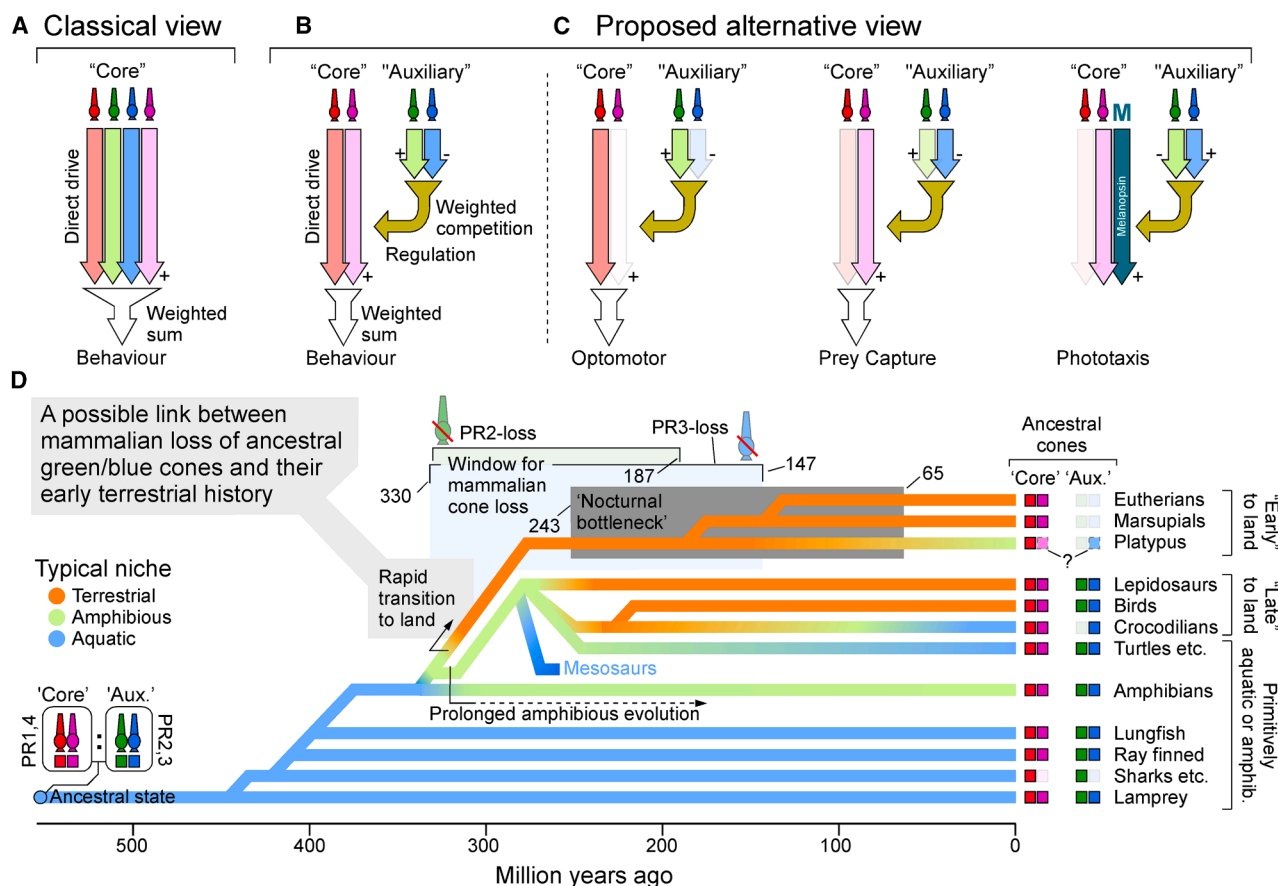 A Classical view
“Core”
Direct drive
+
Weighted
sum
Behaviour
B
C Proposed alternative view
“Core” "Auxiliary”
Direct drive
+ -
Weighted
competition
Regulation
+
Weighted
sum
Behaviour
“Core” "Auxiliary”
+ -
+
Optomotor
“Core” "Auxiliary”
+ -
+
Prey Capture
“Core” "Auxiliary”
M
- +
Melanopsin
+
Phototaxis
D
A possible link between
mammalian loss of ancestral
green/blue cones and their
early terrestrial history
PR2-loss
PR3-loss
Window for
mammalian
cone loss
330
187
147
243
65
‘Nocturnal
bottleneck’
Rapid
transition
to land
Typical niche
Terrestrial
Amphibious
Aquatic
Mesosaurs
Prolonged amphibious evolution
'Core' 'Aux.’
PR1,4
:
PR2,3
Ancestral state
Ancestral
cones
‘Core’ ‘Aux.’
Eutherians
Marsupials
Platypus
?
Lepidosaurs
Birds
Crocodilians
Turtles etc.
Amphibians
Lungfish
Ray finned
Sharks etc.
Lamprey
"Early”
to land
"Late”
to land
Primitively
aquatic or amphib.
500 400 300 200 100 0
Million years ago